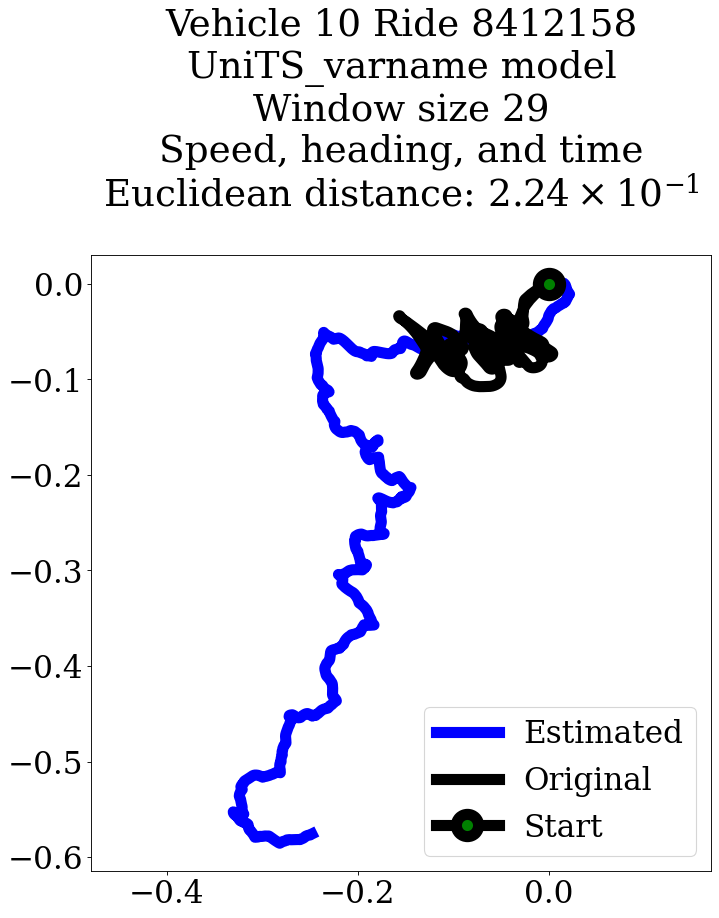 Vehicle 10 Ride 8412158
UniTS_varname model
Window size 29
Speed, heading, and time
Euclidean distance: 2.24 × 10⁻¹
0.0
−0.1
−0.2
−0.3
−0.4
−0.5
−0.6
Estimated
Original
Start
−0.4 −0.2 0.0